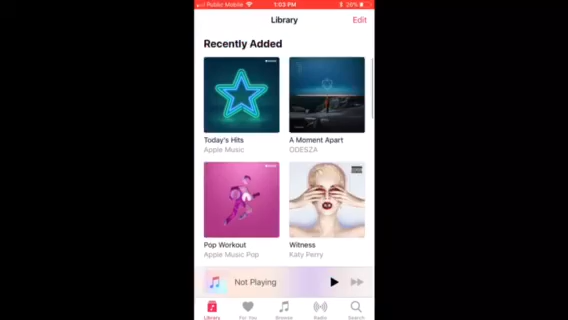 Public Mobile 1:03 PM 20%
Library Edit
Recently Added
Today's Hits
Apple Music
A Moment Apart
ODESZA
Pop Workout
Apple Music Pop
Witness
Katy Perry
Not Playing
Library For You Browse Radio Search